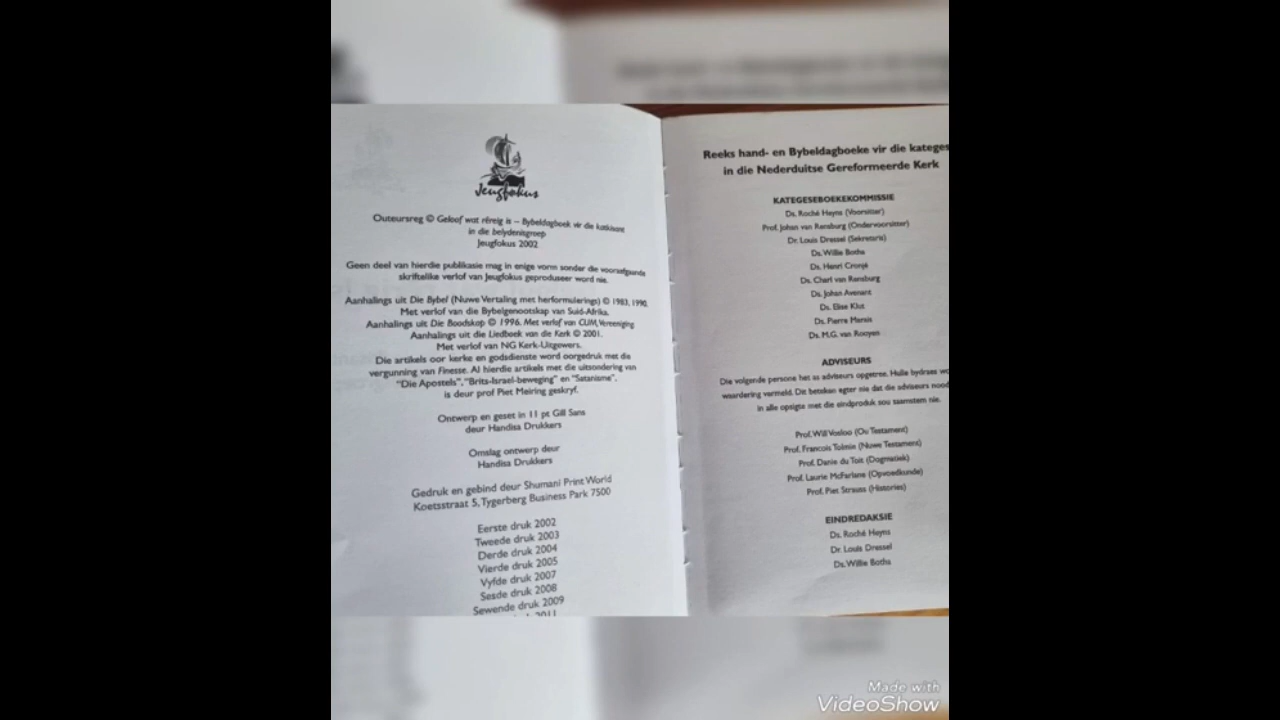 Jeugfokus
Outeursreg © Geloof wat réreig is – Bybeldagboek vir die katkisant
in die belydenisgroep
Jeugfokus 2002
Geen deel van hierdie publikasie mag in enige vorm sonder die voorafgaande
skriftelike verlof van Jeugfokus geproduseer word nie.
Aanhalings uit Die Bybel (Nuwe Vertaling met herformulerings) © 1983, 1990.
Met verlof van die Bybelgenootskap van Suid-Afrika.
Aanhalings uit Die Boodskap © 1996. Met verlof van CUM, Vereeniging
Aanhalings uit die Liedboek van die Kerk © 2001.
Met verlof van NG Kerk-Uitgewers.
Die artikels oor kerke en godsdienste word oorgedruk met die
vergunning van Finesse. Al hierdie artikels met die uitsondering van
"Die Apostels", "Brits-Israel-beweging" en "Satanisme",
is deur prof Piet Meiring geskryf.
Ontwerp en geset in 11 pt Gill Sans
deur Handisa Drukkers
Omslag ontwerp deur
Handisa Drukkers
Gedruk en gebind deur Shumani Print World
Koetsstraat 5, Tygerberg Business Park 7500
Eerste druk 2002
Tweede druk 2003
Derde druk 2004
Vierde druk 2005
Vyfde druk 2007
Sesde druk 2008
Sewende druk 2009
druk 2011
Reeks hand- en Bybeldagboeke vir die kateges
in die Nederduitse Gereformeerde Kerk
KATEGESEBOEKEKOMMISSIE
Ds. Roché Heyns (Voorsitter)
Prof. Johan van Rensburg (Ondervoorsitter)
Dr. Louis Dressel (Sekretaris)
Ds. Willie Botha
Ds. Henri Cronjé
Ds. Charl van Rensburg
Ds. Johan Avenant
Ds. Elise Klut
Ds. Pierre Marais
Ds. M.G. van Rooyen
ADVISEURS
Die volgende persone het as adviseurs opgetree. Hulle bydraes wo
waardering vermeld. Dit beteken egter nie dat die adviseurs nood
in alle opsigte met die eindproduk sou saamstem nie.
Prof. Will Vosloo (Ou Testament)
Prof. Francois Tolmin (Nuwe Testament)
Prof. Danie du Toit (Dogmatiek)
Prof. Laurie McFarlane (Opvoedkunde)
Prof. Piet Strauss (Histories)
EINDREDAKSIE
Ds. Roché Heyns
Dr. Louis Dressel
Ds. Willie Botha
Made with
VideoShow